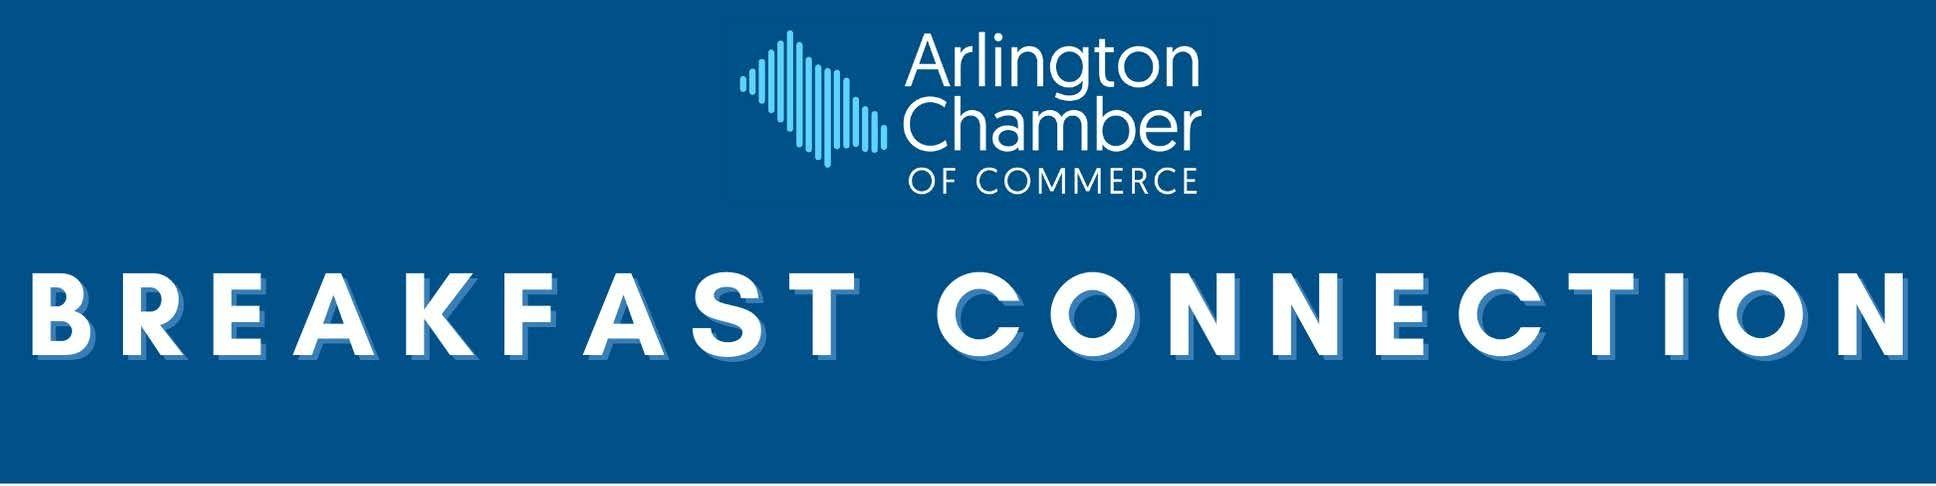 Arlington
Chamber
OF COMMERCE
BREAKFAST CONNECTION